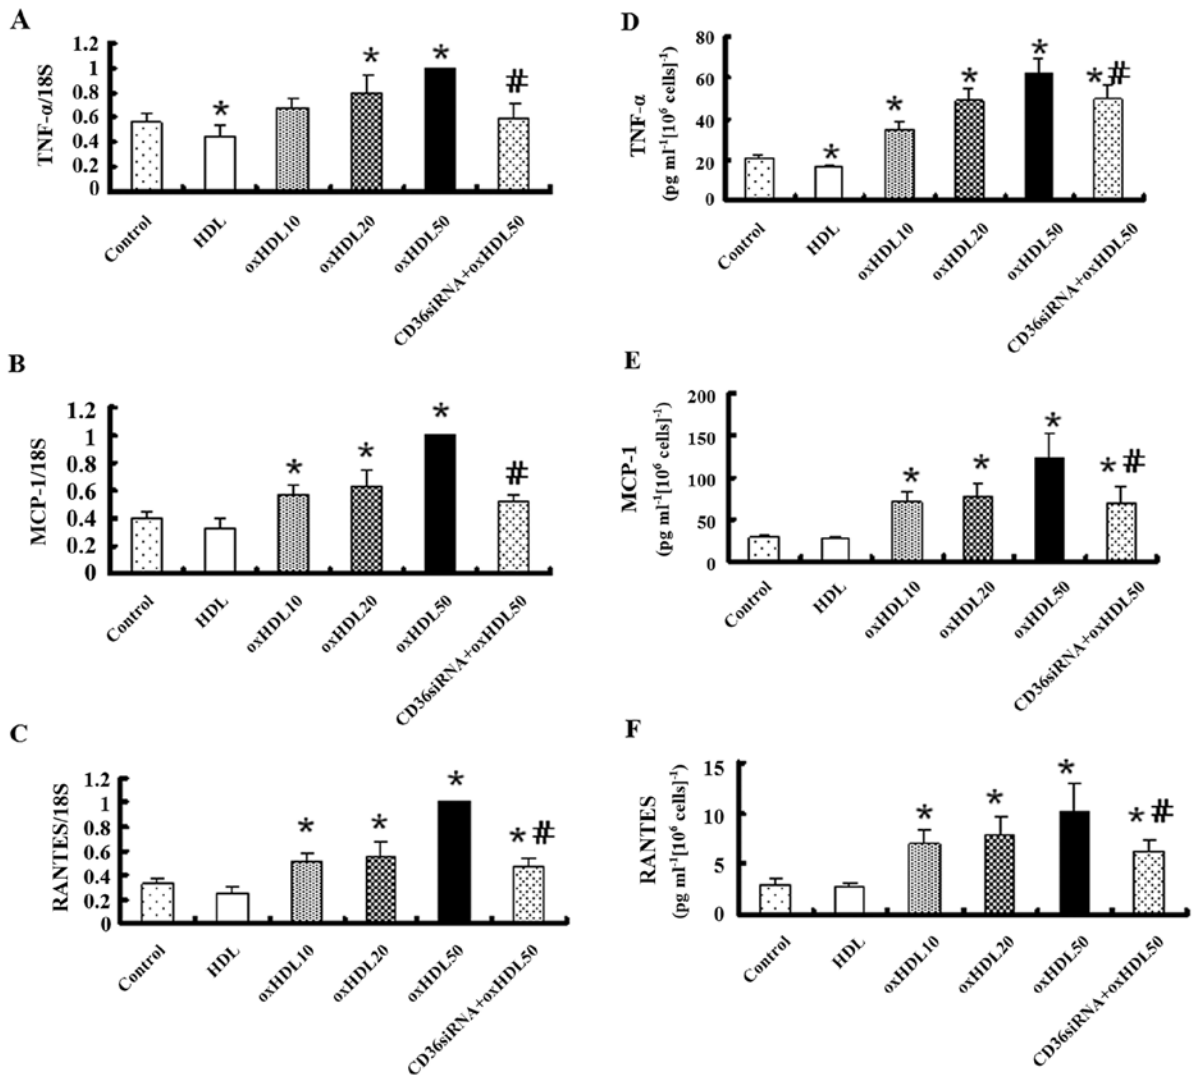 A
TNF-α/18S
1.2
1
0.8
0.6
0.4
0.2
0
*
*
*
#
Control
HDL
oxHDL10
oxHDL20
oxHDL50
CD36siRNA+oxHDL50
D
TNF-α
(pg ml⁻¹[10⁶ cells]⁻¹)
80
60
40
20
0
*
*
*
*
*#
Control
HDL
oxHDL10
oxHDL20
oxHDL50
CD36siRNA+oxHDL50
B
MCP-1/18S
1.2
1
0.8
0.6
0.4
0.2
0
*
*
*
#
Control
HDL
oxHDL10
oxHDL20
oxHDL50
CD36siRNA+oxHDL50
E
MCP-1
(pg ml⁻¹[10⁶ cells]⁻¹)
200
150
100
50
0
*
*
*
*#
Control
HDL
oxHDL10
oxHDL20
oxHDL50
CD36siRNA+oxHDL50
C
RANTES/18S
1.2
1
0.8
0.6
0.4
0.2
0
*
*
*
*#
Control
HDL
oxHDL10
oxHDL20
oxHDL50
CD36siRNA+oxHDL50
F
RANTES
(pg ml⁻¹[10⁶ cells]⁻¹)
15
10
5
0
*
*
*
*#
Control
HDL
oxHDL10
oxHDL20
oxHDL50
CD36siRNA+oxHDL50